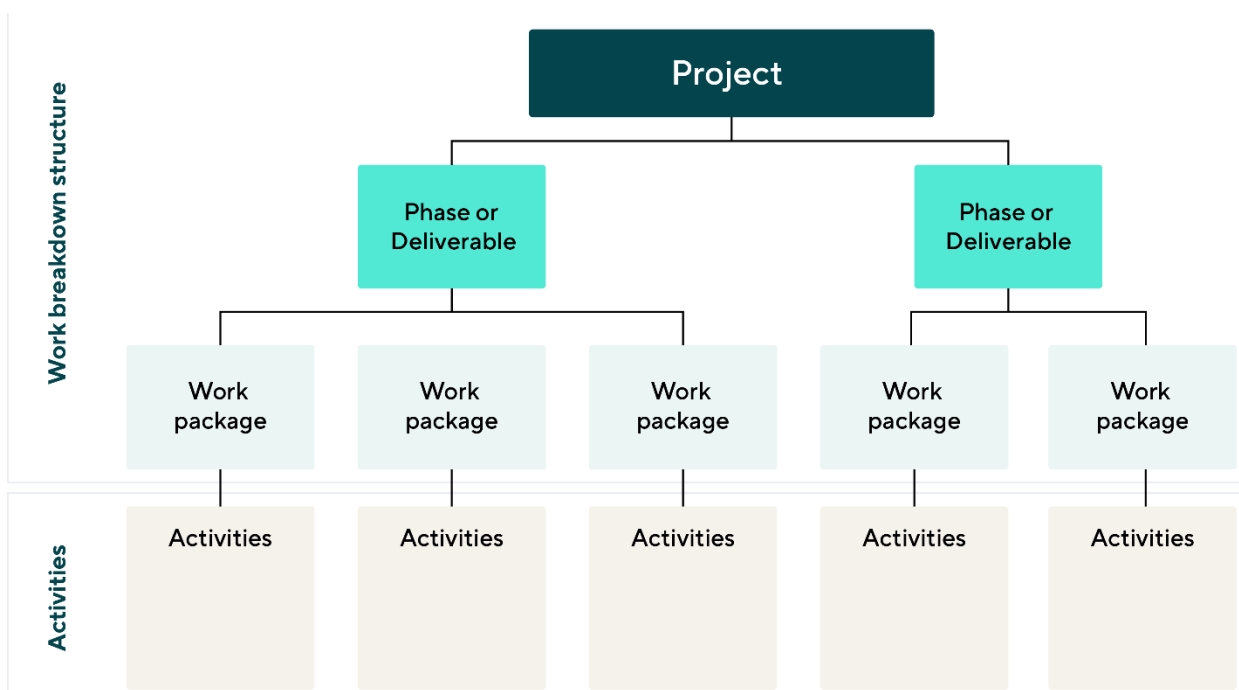 Work breakdown structure
Project
Phase or
Deliverable
Phase or
Deliverable
Work
package
Work
package
Work
package
Work
package
Work
package
Activities
Activities
Activities
Activities
Activities
Activities